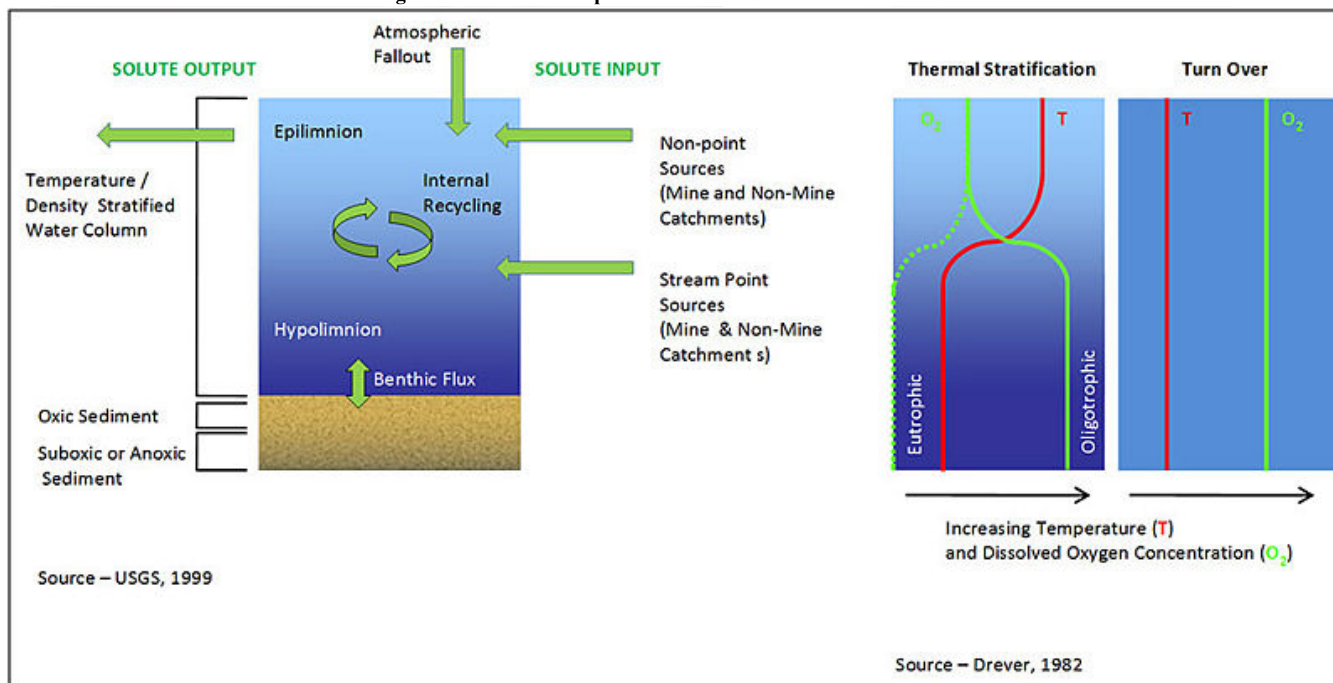 Atmospheric
Fallout
SOLUTE OUTPUT
SOLUTE INPUT
Epilimnion
Temperature /
Density Stratified
Water Column
Internal
Recycling
Non-point
Sources
(Mine and Non-Mine
Catchments)
Stream Point
Sources
(Mine & Non-Mine
Catchment s)
Hypolimnion
Benthic Flux
Oxic Sediment
Suboxic or Anoxic
Sediment
Source – USGS, 1999
Thermal Stratification
Turn Over
O2
T
T
O2
Eutrophic
Oligotrophic
Increasing Temperature (T)
and Dissolved Oxygen Concentration (O2)
Source – Drever, 1982